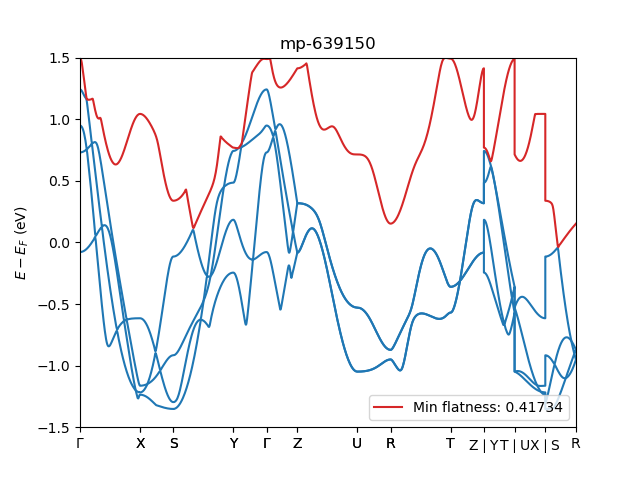 mp-639150
1.5
1.0
0.5
0.0
−0.5
−1.0
−1.5
E − E_F (eV)
Min flatness: 0.41734
Γ X S Y Γ Z U R T Z | Y T | U X | S R